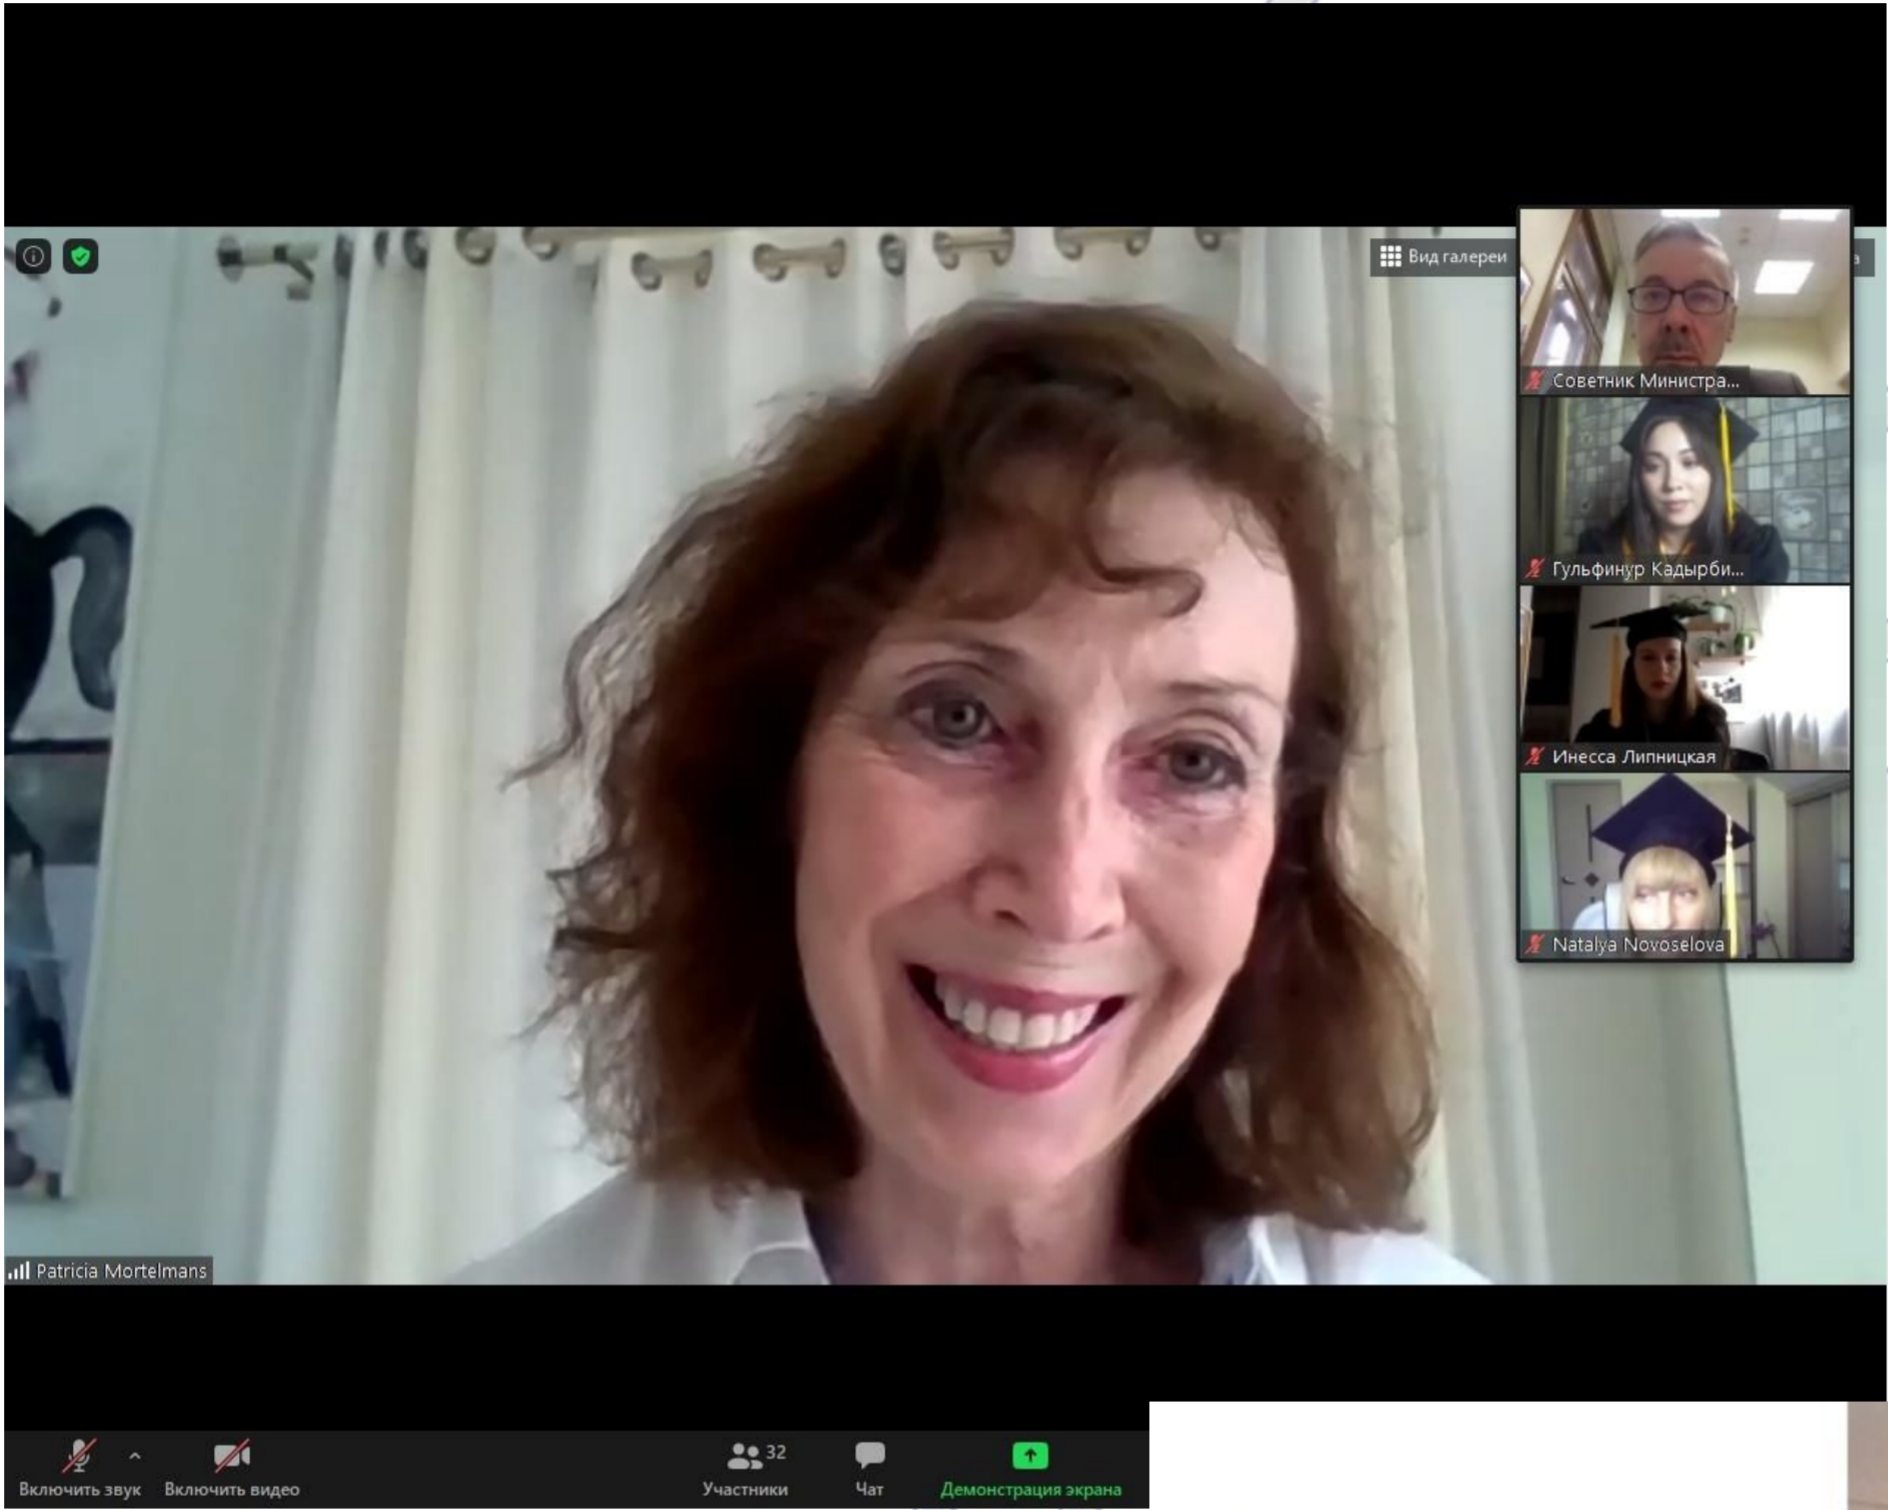 Вид галереи
Советник Министра...
Гульфинур Кадырби...
Инесса Липницкая
Natalya Novoselova
Patricia Mortelmans
Включить звук
Включить видео
32
Участники
Чат
Демонстрация экрана